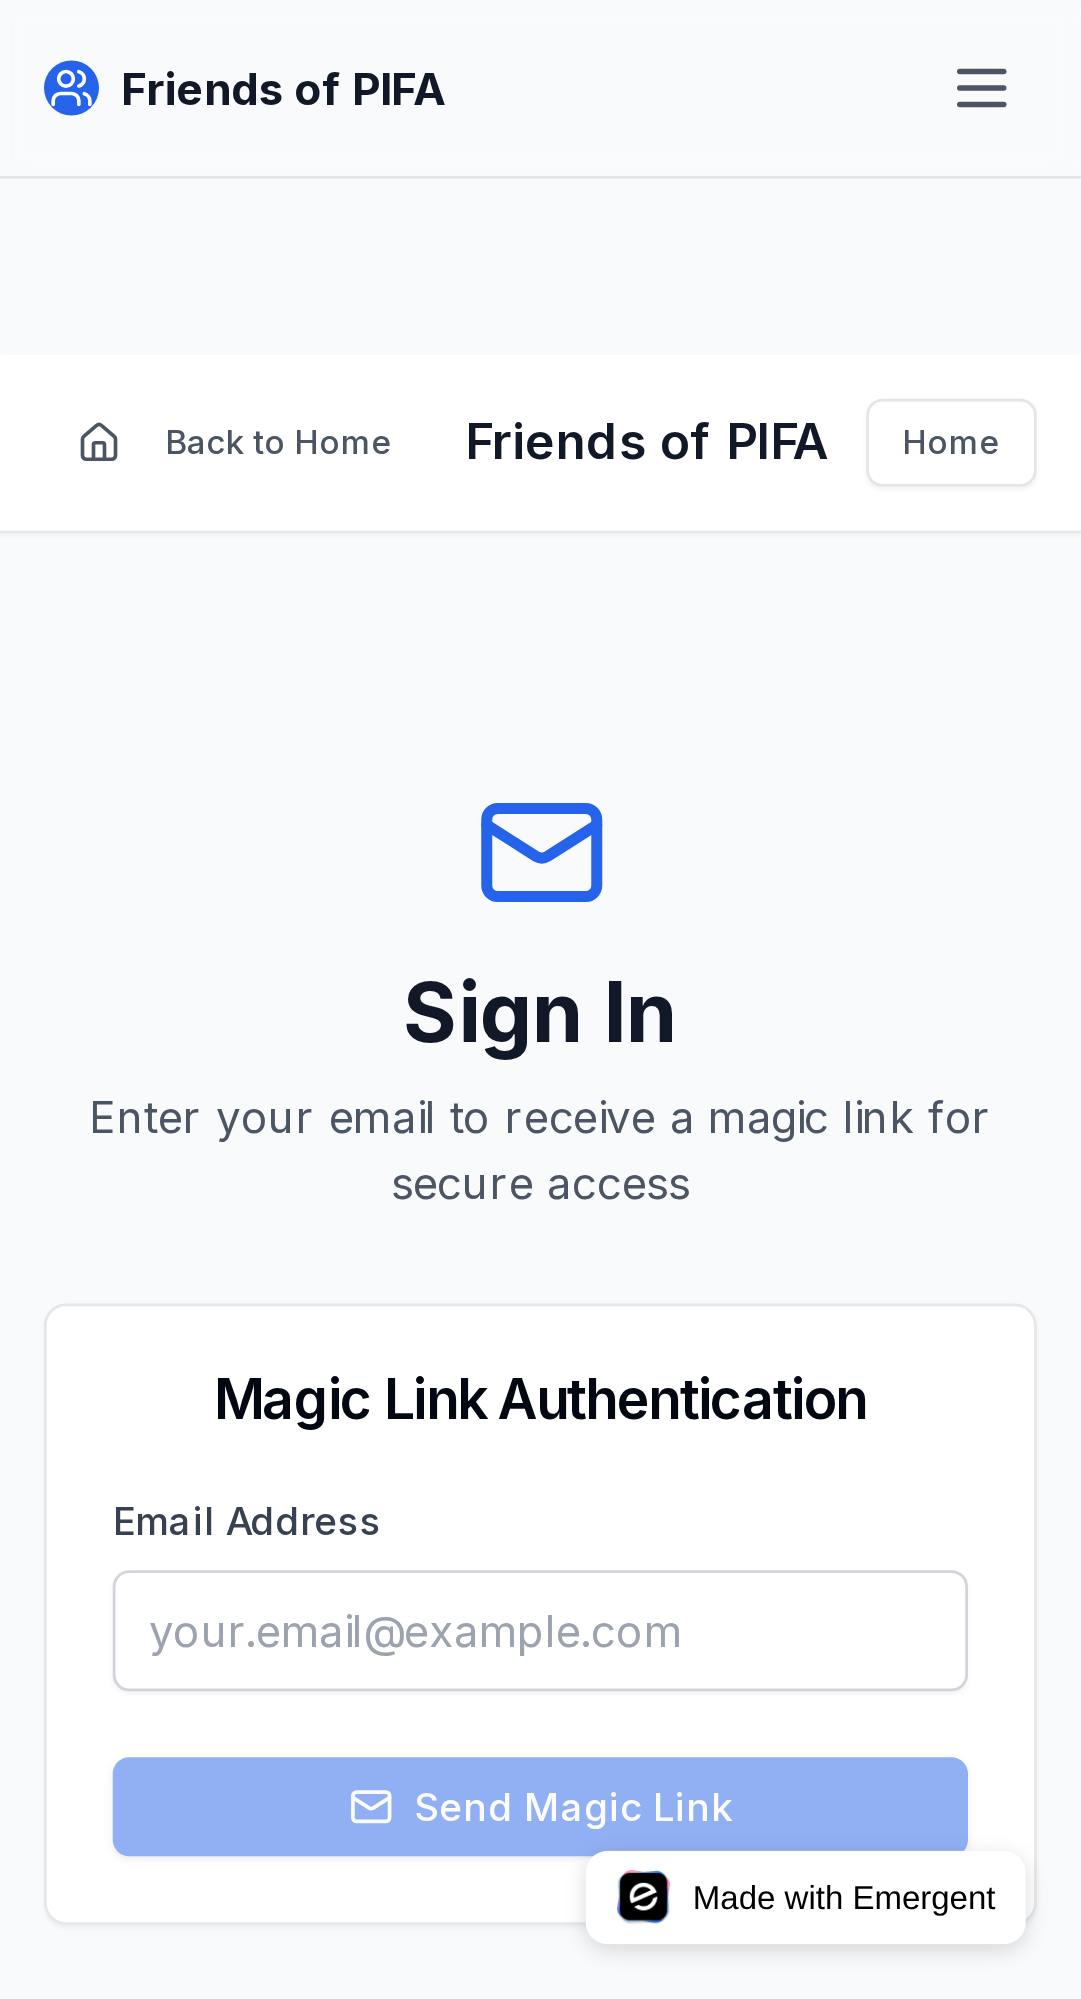 Friends of PIFA
Back to Home
Friends of PIFA
Home
Sign In
Enter your email to receive a magic link for
secure access
Magic Link Authentication
Email Address
your.email@example.com
Send Magic Link
Made with Emergent